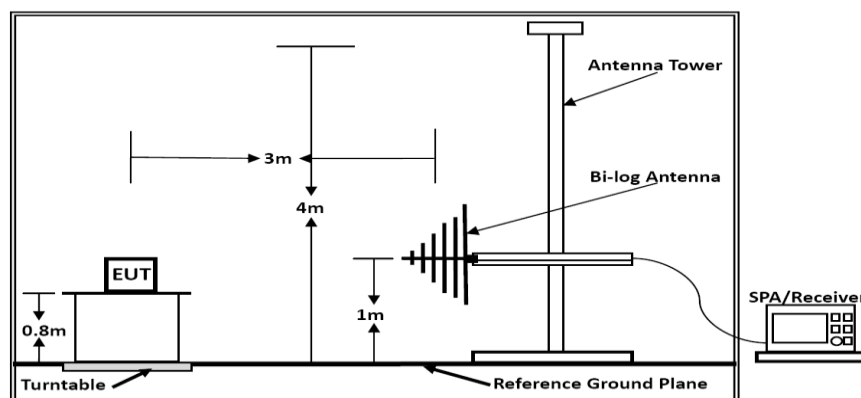 Antenna Tower
3m
Bi-log Antenna
4m
EUT
SPA/Receiver
1m
0.8m
Turntable
Reference Ground Plane